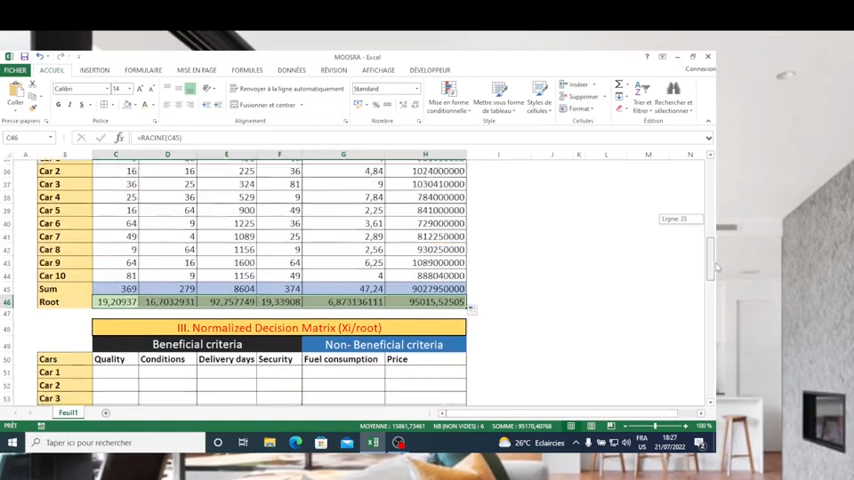 MOOSRA - Excel
FICHIER ACCUEIL INSERTION FORMULAIRE MISE EN PAGE FORMULES DONNÉES RÉVISION AFFICHAGE DÉVELOPPEUR Connexion
Coller
Calibri 14
Renvoyer à la ligne automatiquement
Fusionner et centrer
Standard
Mise en forme conditionnelle
Mettre sous forme de tableau
Styles de cellules
Insérer
Supprimer
Format
Trier et filtrer
Rechercher et sélectionner
Presse-papiers Police Alignement Nombre Style Cellules Édition
C46 =RACINE(C45)
A B C D E F G H I J K L M N
36 Car 2 16 16 225 36 4,84 1024000000
37 Car 3 36 25 324 81 9 1030410000
38 Car 4 25 36 529 9 7,84 784000000
39 Car 5 16 64 900 49 2,25 841000000
40 Car 6 64 9 1225 36 3,61 729000000
41 Car 7 49 4 1089 25 2,89 812250000
42 Car 8 9 64 1156 9 2,56 930250000
43 Car 9 64 16 1600 9 6,25 1089000000
44 Car 10 81 9 1156 49 4 888040000
45 Sum 369 279 8604 374 47,24 9027950000
46 Root 19,20937 16,7032931 92,757749 19,33908 6,873136111 95015,52505
47
48 III. Normalized Decision Matrix (Xi/root)
49 Beneficial criteria Non- Beneficial criteria
50 Cars Quality Conditions Delivery days Security Fuel consumption Price
51 Car 1
52 Car 2
53 Car 3
Ligne: 35
Feuil1
PRÊT MOYENNE : 15861,73461 NB (NON VIDES) : 6 SOMME : 95170,40768 100 %
Taper ici pour rechercher
26°C Eclaircies
FRA
US
18:27
21/07/2022
2